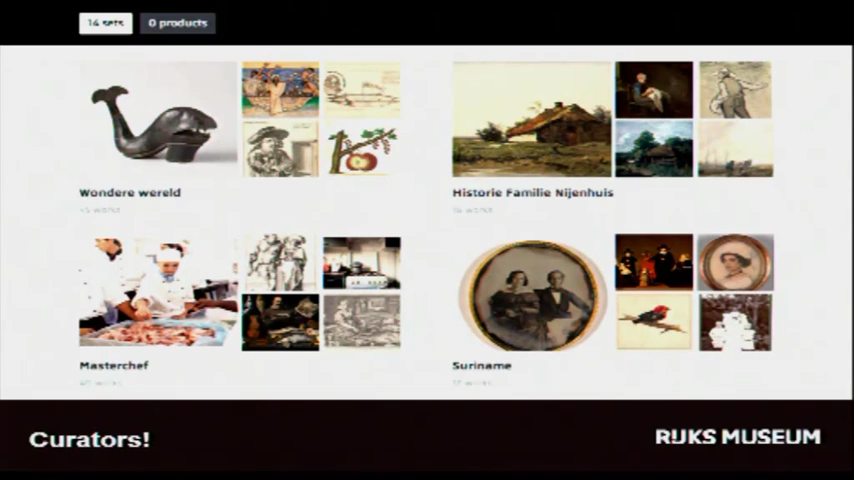 14 sets
0 products
Wondere wereld
Historie Familie Nijenhuis
Masterchef
Suriname
Curators!
RIJKS MUSEUM